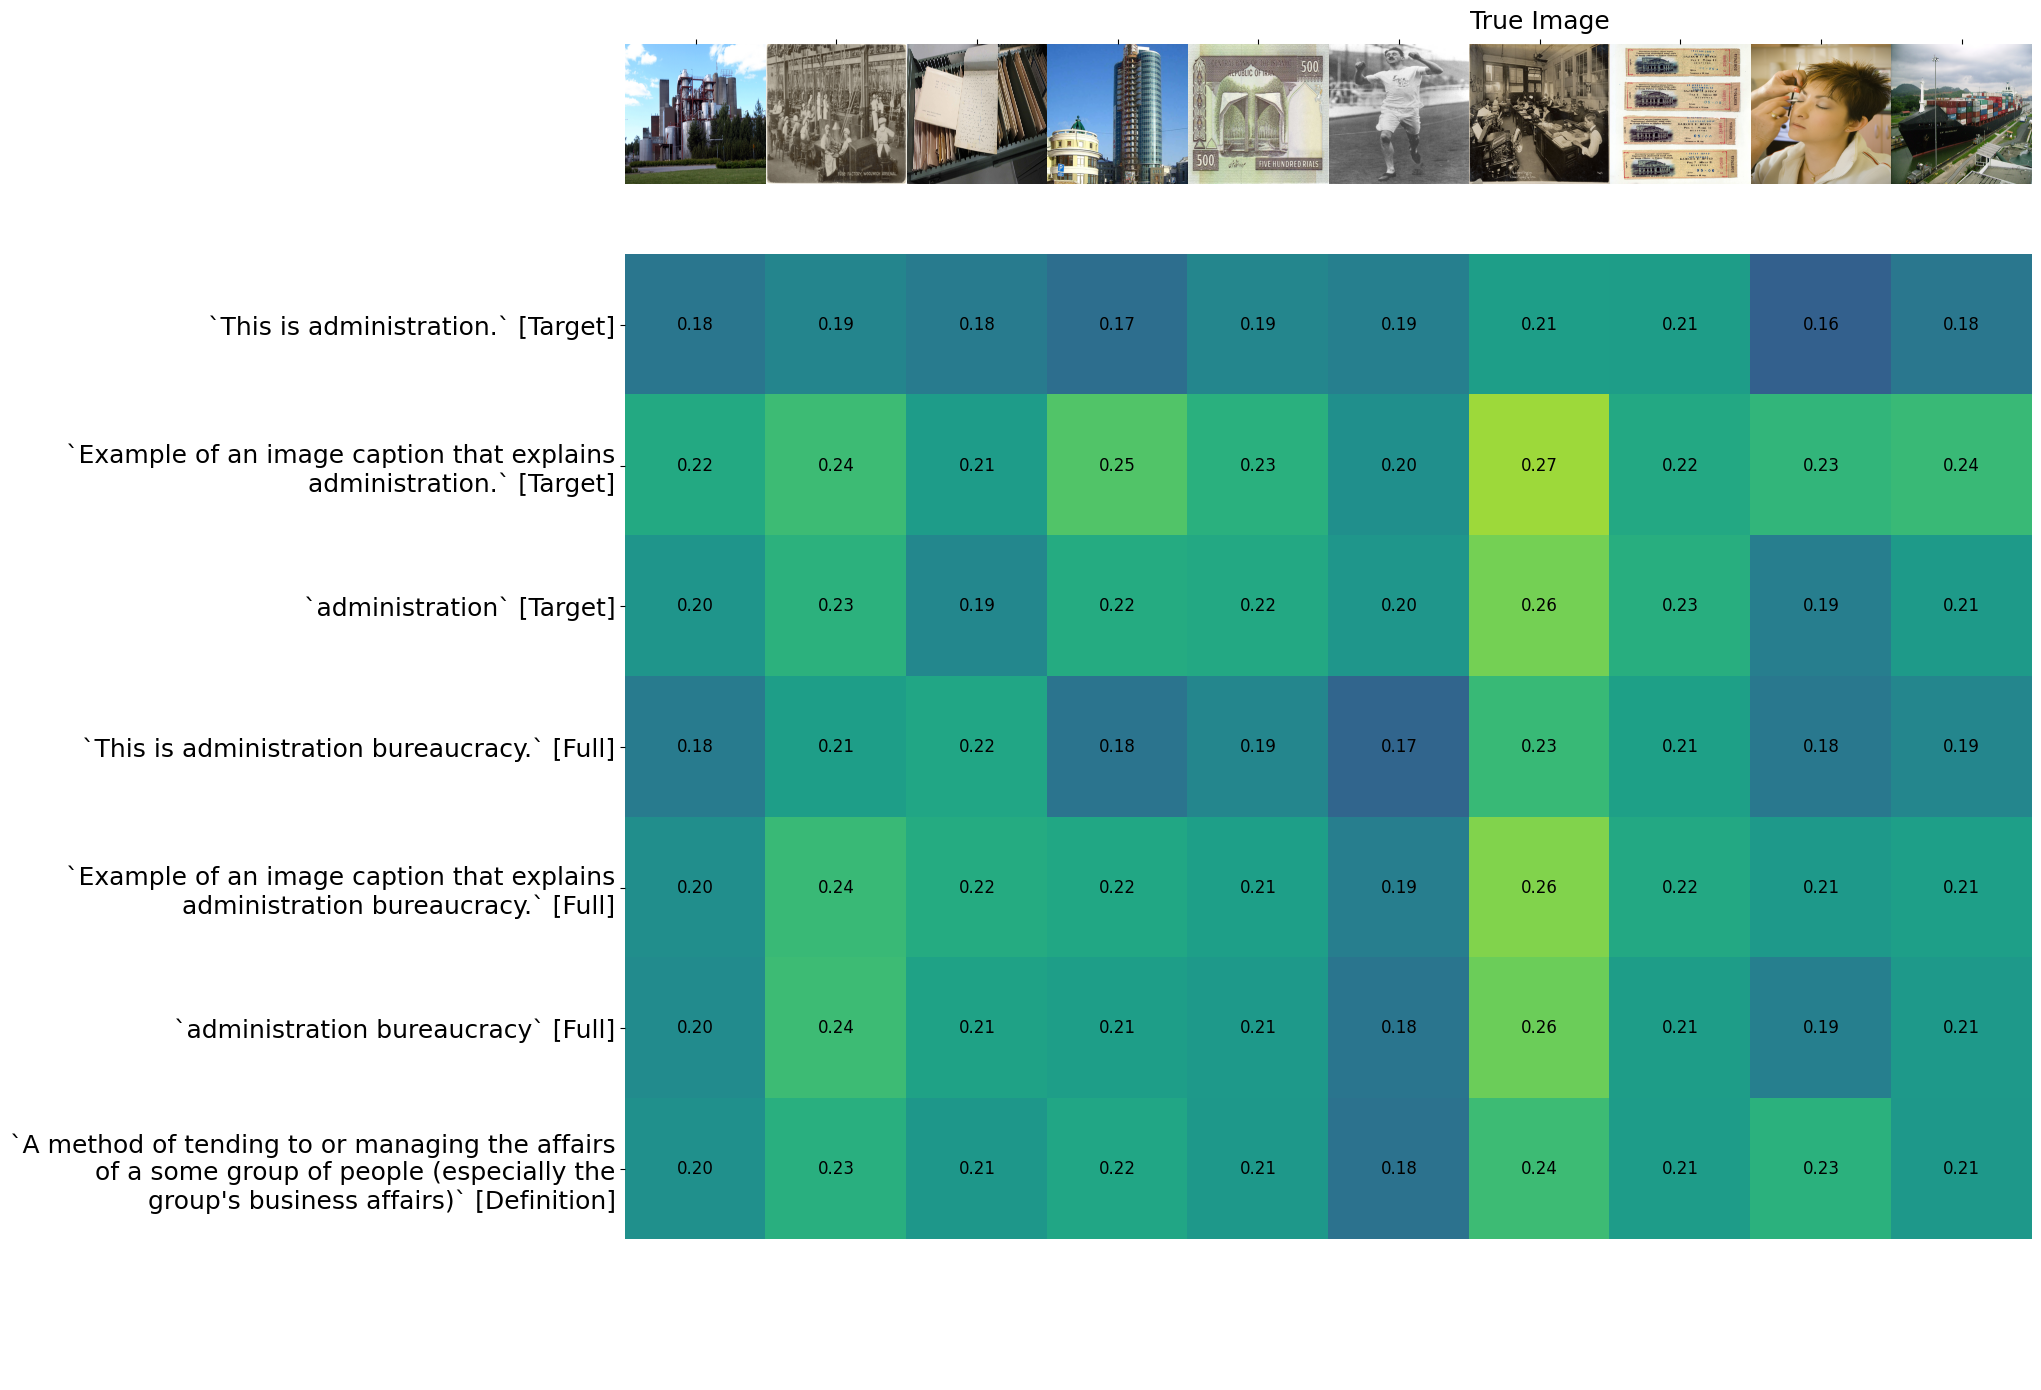 True Image
GENERAL BANK OF THE IRAN
REPUBLIC OF IRAN
500
500
FIVE HUNDRED RIALS
`This is administration.` [Target]
0.18 0.19 0.18 0.17 0.19 0.19 0.21 0.21 0.16 0.18
`Example of an image caption that explains
administration.` [Target]
0.22 0.24 0.21 0.25 0.23 0.20 0.27 0.22 0.23 0.24
`administration` [Target]
0.20 0.23 0.19 0.22 0.22 0.20 0.26 0.23 0.19 0.21
`This is administration bureaucracy.` [Full]
0.18 0.21 0.22 0.18 0.19 0.17 0.23 0.21 0.18 0.19
`Example of an image caption that explains
administration bureaucracy.` [Full]
0.20 0.24 0.22 0.22 0.21 0.19 0.26 0.22 0.21 0.21
`administration bureaucracy` [Full]
0.20 0.24 0.21 0.21 0.21 0.18 0.26 0.21 0.19 0.21
`A method of tending to or managing the affairs
of a some group of people (especially the
group's business affairs)` [Definition]
0.20 0.23 0.21 0.22 0.21 0.18 0.24 0.21 0.23 0.21